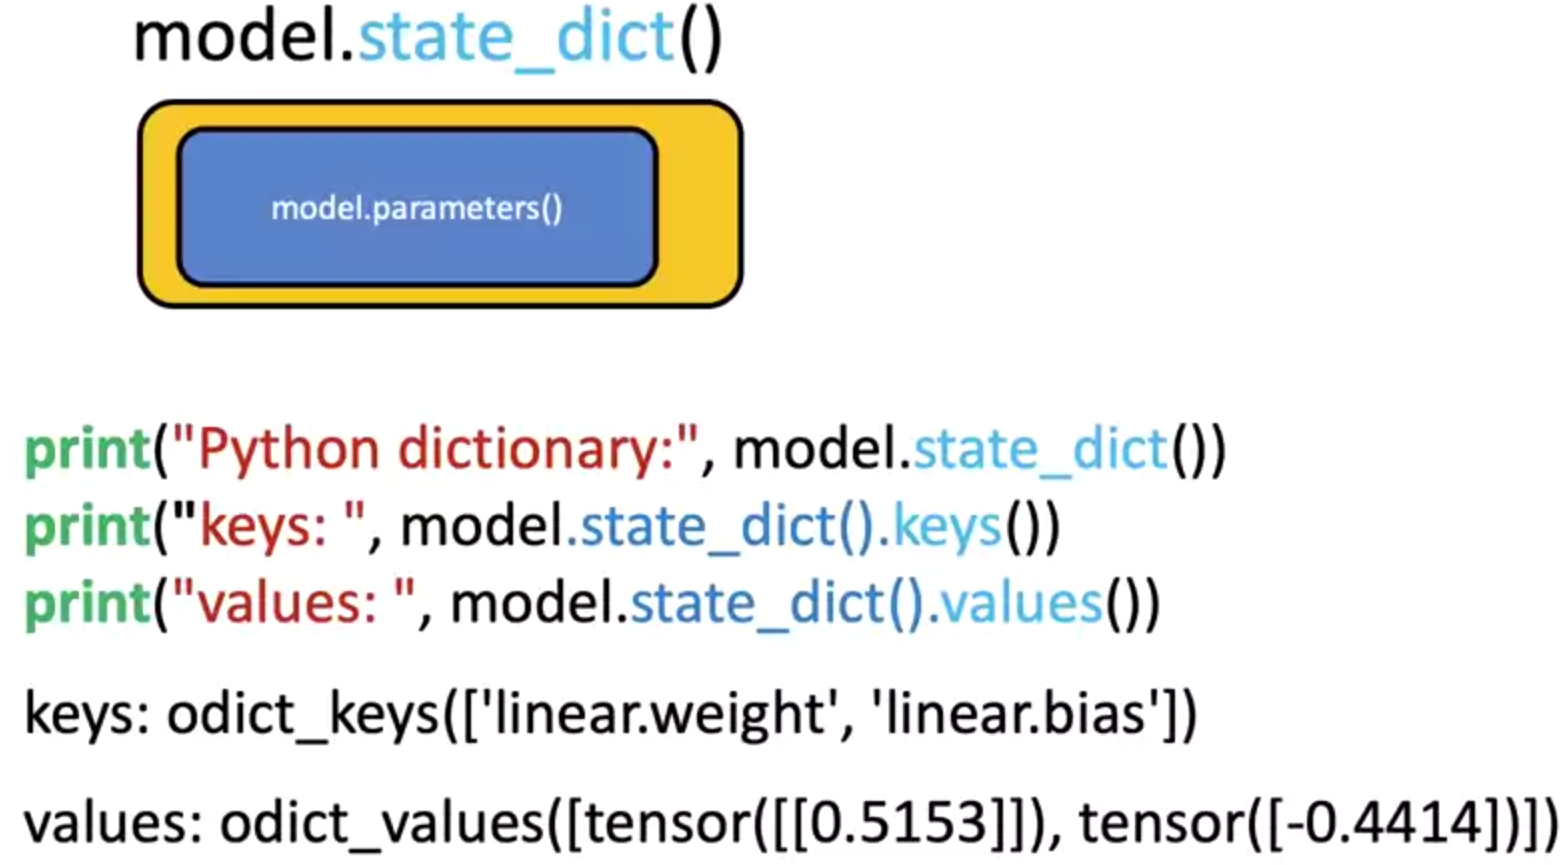 model.state_dict()
model.parameters()
print("Python dictionary:", model.state_dict())
print("keys: ", model.state_dict().keys())
print("values: ", model.state_dict().values())
keys: odict_keys(['linear.weight', 'linear.bias'])
values: odict_values([tensor([[0.5153]]), tensor([-0.4414])])